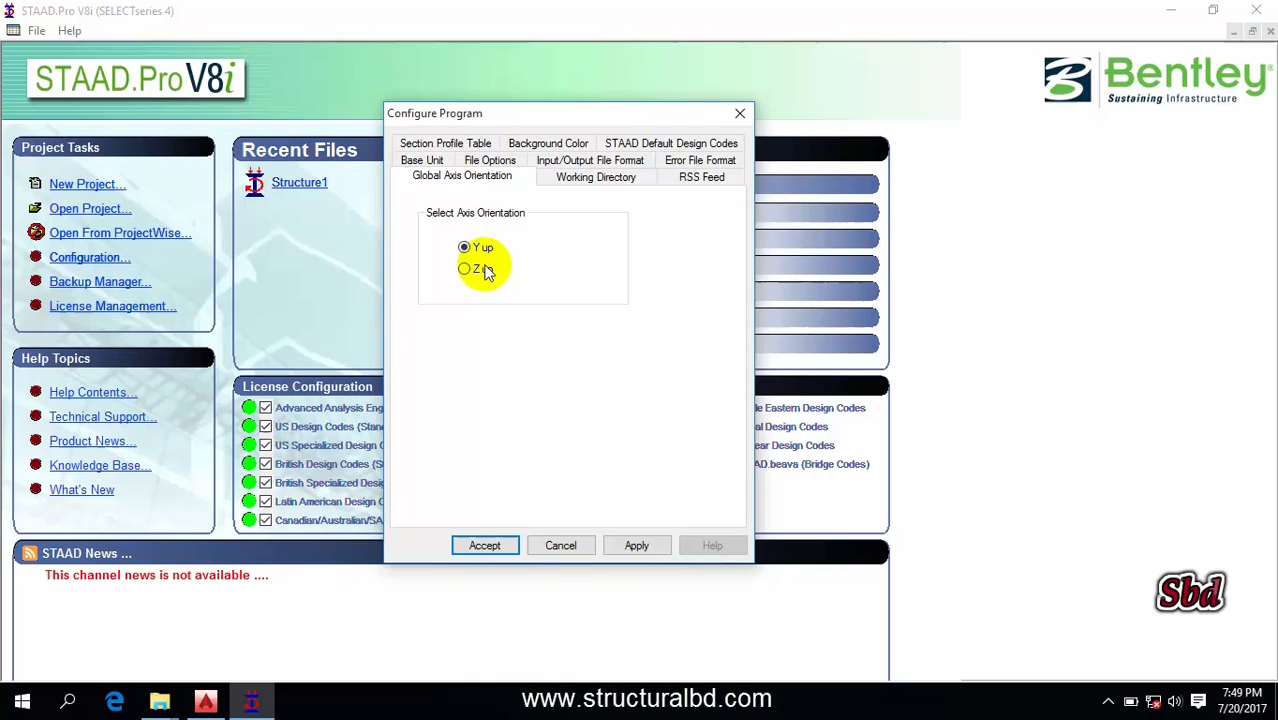 STAAD.Pro V8i (SELECTseries 4)
File Help
STAAD.Pro V8i
Bentley
Sustaining Infrastructure
Project Tasks
New Project...
Open Project...
Open From ProjectWise...
Configuration...
Backup Manager...
License Management...
Recent Files
Structure1
Configure Program
Section Profile Table Background Color STAAD Default Design Codes
Base Unit File Options Input/Output File Format Error File Format
Global Axis Orientation Working Directory RSS Feed
Select Axis Orientation
Y up
Z
Accept Cancel Apply Help
Help Topics
Help Contents...
Technical Support...
Product News...
Knowledge Base...
What's New
License Configuration
Advanced Analysis Eng
US Design Codes (Stan
US Specialized Design C
British Design Codes (S
British Specialized Desig
Latin American Design C
Canadian/Australian/SA
le Eastern Design Codes
al Design Codes
ear Design Codes
AD.beava (Bridge Codes)
STAAD News ...
This channel news is not available ....
Sbd
www.structuralbd.com
7:49 PM
7/20/2017